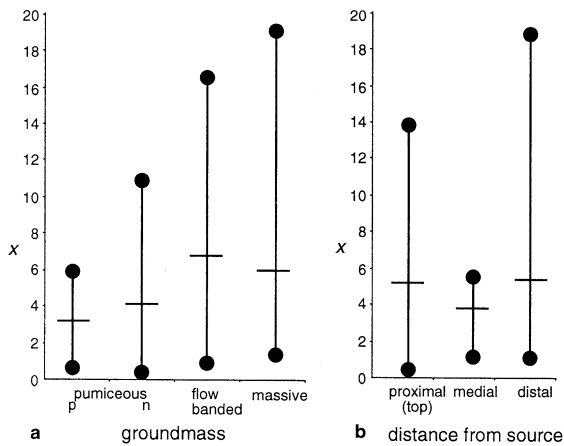 20
18
16
14
12
10
8
6
4
2
0
x
pumiceous
p
n
flow
banded
massive
a
groundmass
20
18
16
14
12
10
8
6
4
2
0
x
proximal
(top)
medial
distal
b
distance from source